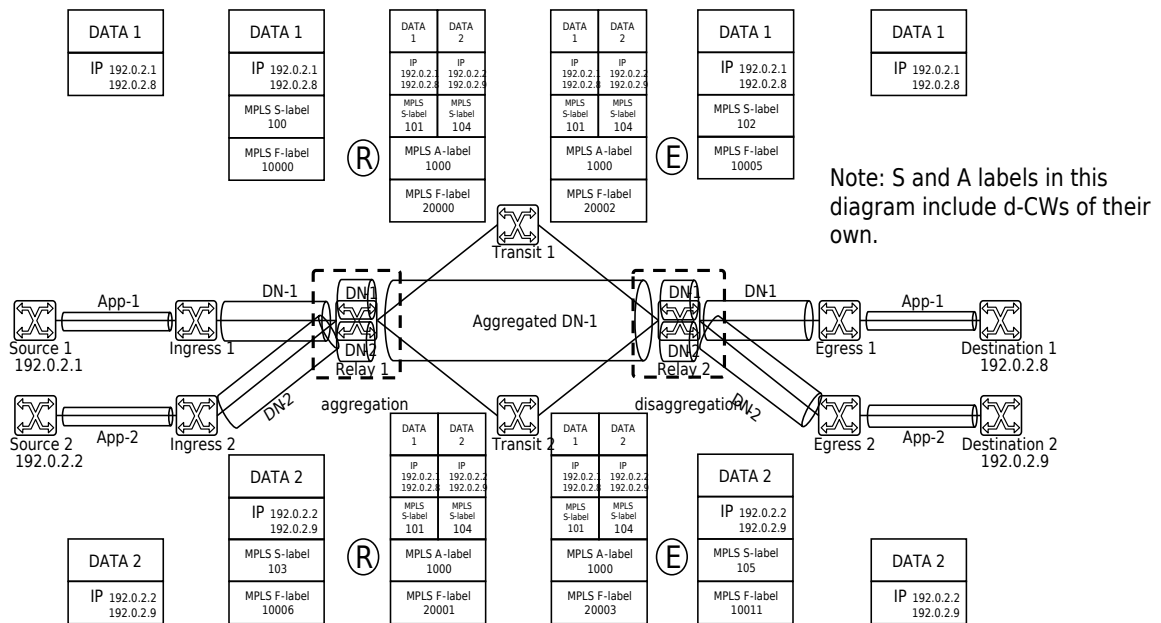 DATA 1
IP 192.0.2.1
192.0.2.8
DATA 1
IP 192.0.2.1
192.0.2.8
MPLS S-label
100
MPLS F-label
10000
R
DATA
1
DATA
2
IP
192.0.2.1
192.0.2.8
IP
192.0.2.2
192.0.2.9
MPLS
S-label
101
MPLS
S-label
104
MPLS A-label
1000
MPLS F-label
20000
DATA
1
DATA
2
IP
192.0.2.1
192.0.2.8
IP
192.0.2.2
192.0.2.9
MPLS
S-label
101
MPLS
S-label
104
MPLS A-label
1000
MPLS F-label
20002
E
DATA 1
IP 192.0.2.1
192.0.2.8
MPLS S-label
102
MPLS F-label
10005
DATA 1
IP 192.0.2.1
192.0.2.8
Note: S and A labels in this
diagram include d-CWs of their
own.
Transit 1
App-1
DN-1
DN-1
Aggregated DN-1
DN-1
DN-1
App-1
Source 1
192.0.2.1
Ingress 1
DN-2
Relay 1
DN-2
Relay 2
Egress 1
Destination 1
192.0.2.8
DN-2
aggregation
disaggregation
DN-2
App-2
Transit 2
App-2
Source 2
192.0.2.2
Ingress 2
Egress 2
Destination 2
192.0.2.9
DATA 2
IP 192.0.2.2
192.0.2.9
DATA 2
IP 192.0.2.2
192.0.2.9
MPLS S-label
103
MPLS F-label
10006
R
DATA
1
DATA
2
IP
192.0.2.1
192.0.2.8
IP
192.0.2.2
192.0.2.9
MPLS
S-label
101
MPLS
S-label
104
MPLS A-label
1000
MPLS F-label
20001
DATA
1
DATA
2
IP
192.0.2.1
192.0.2.8
IP
192.0.2.2
192.0.2.9
MPLS
S-label
101
MPLS
S-label
104
MPLS A-label
1000
MPLS F-label
20003
E
DATA 2
IP 192.0.2.2
192.0.2.9
MPLS S-label
105
MPLS F-label
10011
DATA 2
IP 192.0.2.2
192.0.2.9